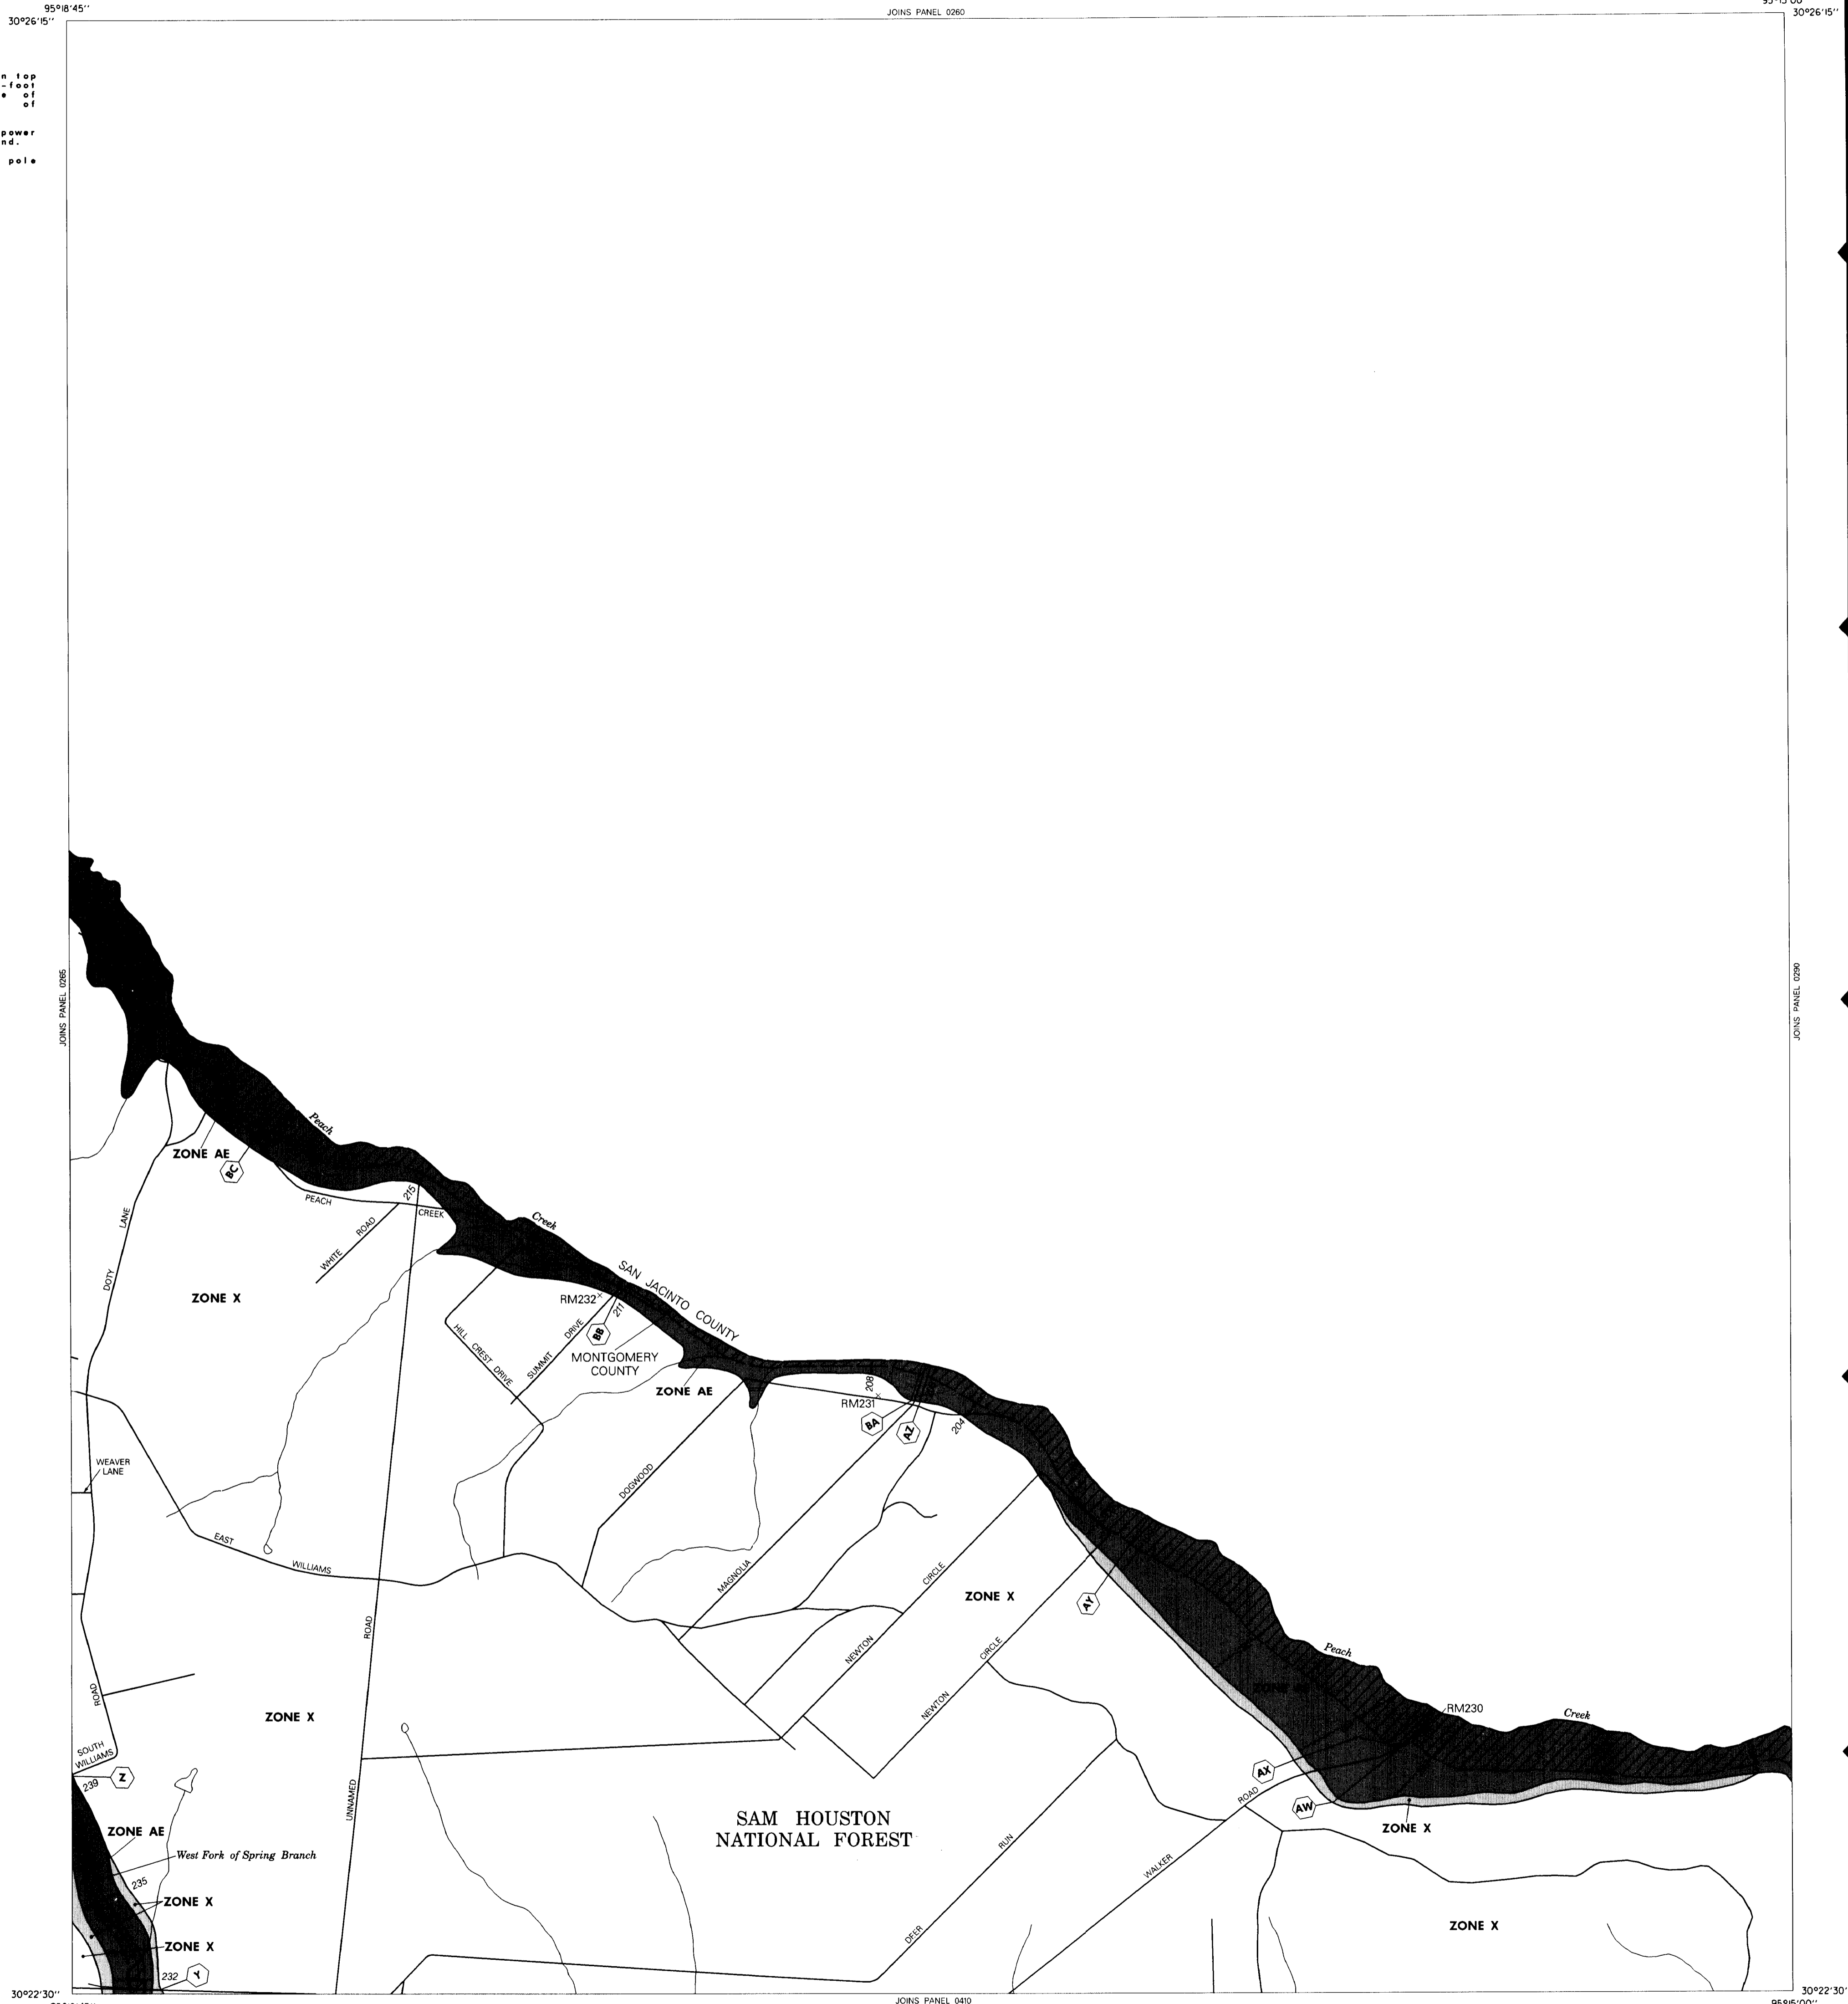 95°18'45"
30°26'15"
JOINS PANEL 0260
30°26'15"
n top
-foot
e of
of
power
nd.
pole
JOINS PANEL 0265
JOINS PANEL 0290
Peach
ZONE AE
BC
PEACH
215
CREEK
Creek
LANE
WHITE ROAD
DOTY
SAN JACINTO COUNTY
ZONE X
RM232
211
BB
HILL CREST DRIVE
SUMMIT DRIVE
MONTGOMERY
COUNTY
ZONE AE
208
RM231
BA
AZ
204
WEAVER
LANE
DOGWOOD
EAST WILLIAMS
MAGNOLIA
CIRCLE
ZONE X
AY
ROAD
NEWTON
CIRCLE
Peach
ROAD
NEWTON
RM230
Creek
ZONE X
SOUTH
WILLIAMS
Z
239
AX
UNNAMED
ROAD
AW
SAM HOUSTON
NATIONAL FOREST
ZONE X
ZONE AE
RUN
West Fork of Spring Branch
WALKER
235
ZONE X
ZONE X
DEER
ZONE X
232
Y
30°22'30"
JOINS PANEL 0410
30°22'30"
95°15'00"